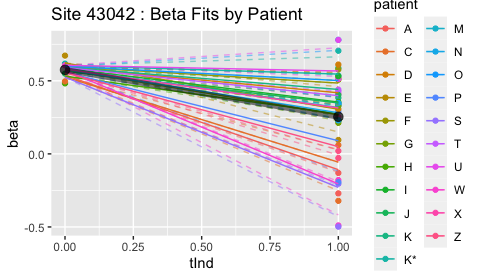 Site 43042 : Beta Fits by Patient
patient
beta
0.5
0.0
-0.5
0.00
0.25
0.50
0.75
1.00
tInd
A
C
D
E
F
G
H
I
J
K
K*
M
N
O
P
S
T
U
W
X
Z